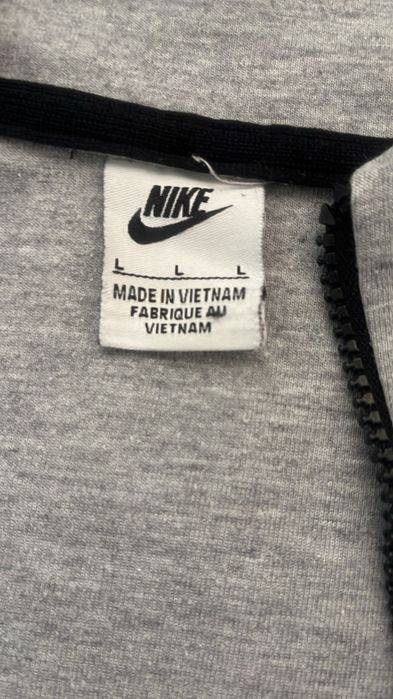 NIKE
L L L
MADE IN VIETNAM
FABRIQUE AU
VIETNAM